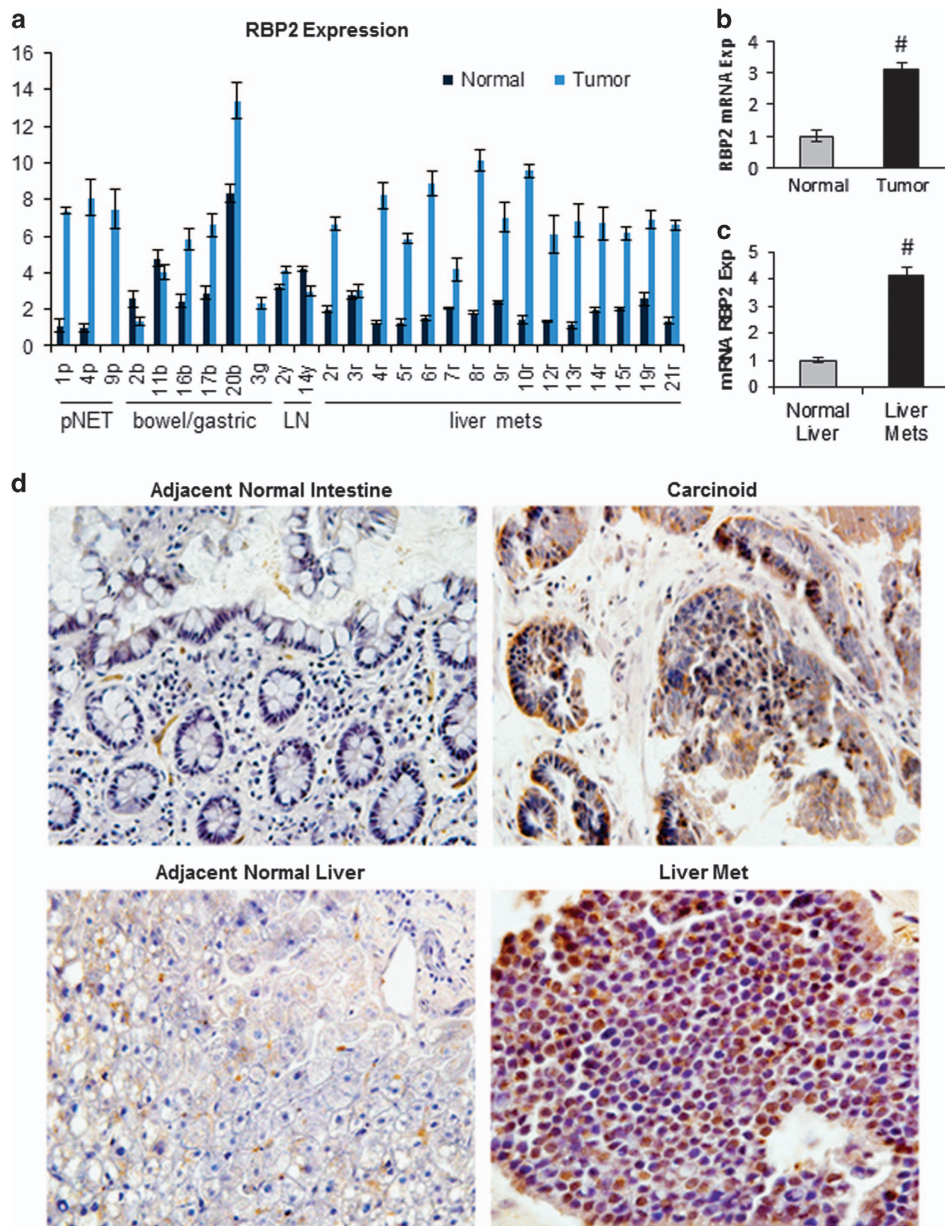 a
RBP2 Expression
16
14
12
10
8
6
4
2
0
Normal
Tumor
1p
4p
9p
2b
11b
16b
17b
20b
3g
2y
14y
2r
3r
4r
5r
6r
7r
8r
9r
10r
12r
13r
14r
15r
19r
21r
pNET
bowel/gastric
LN
liver mets
b
RBP2 mRNA Exp
4
3
2
1
0
#
Normal
Tumor
c
mRNA RBP2 Exp
5
4
3
2
1
0
#
Normal
Liver
Liver
Mets
d
Adjacent Normal Intestine
Carcinoid
Adjacent Normal Liver
Liver Met